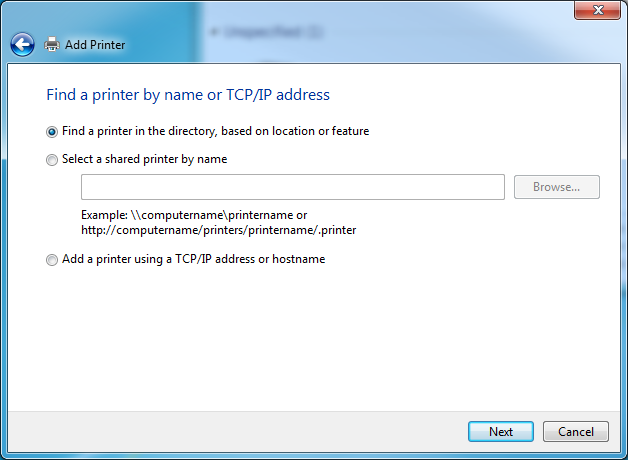 Unspecified (1)
Add Printer
Find a printer by name or TCP/IP address
Find a printer in the directory, based on location or feature
Select a shared printer by name
Browse...
Example: \\computername\printername or
http://computername/printers/printername/.printer
Add a printer using a TCP/IP address or hostname
Next
Cancel